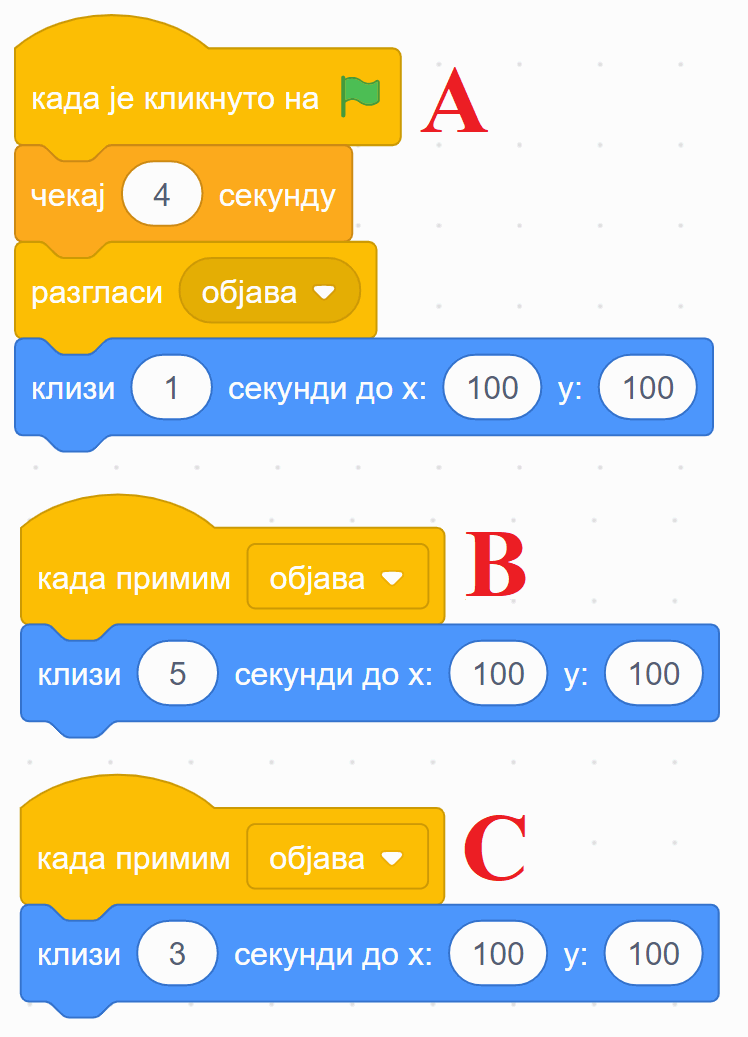 када је кликнуто на A
чекај 4 секунду
разгласи објава
клизи 1 секунди до x: 100 y: 100
када примим објава B
клизи 5 секунди до x: 100 y: 100
када примим објава C
клизи 3 секунди до x: 100 y: 100